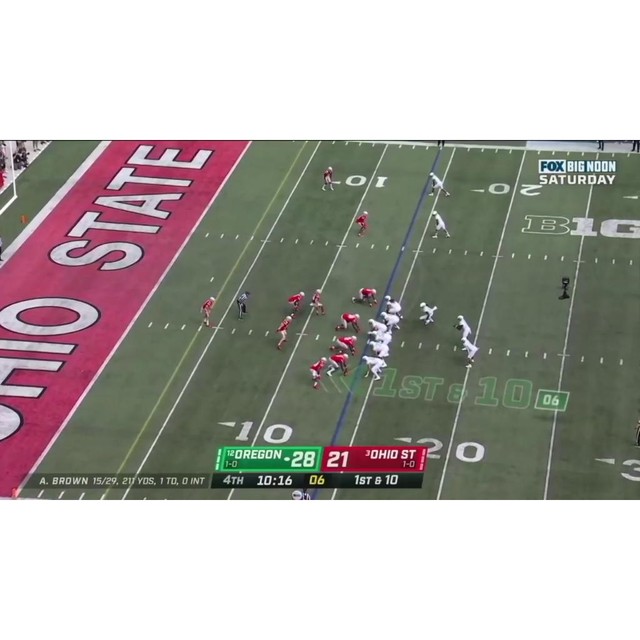 FOX BIG NOON
SATURDAY
OHIO STATE
10
20
B1G
1ST & 10
06
10
20
3
12 OREGON 28 21 3 OHIO ST
1-0 1-0
A. BROWN 15/29, 211 YDS, 1 TD, 0 INT 4TH 10:16 06 1ST & 10